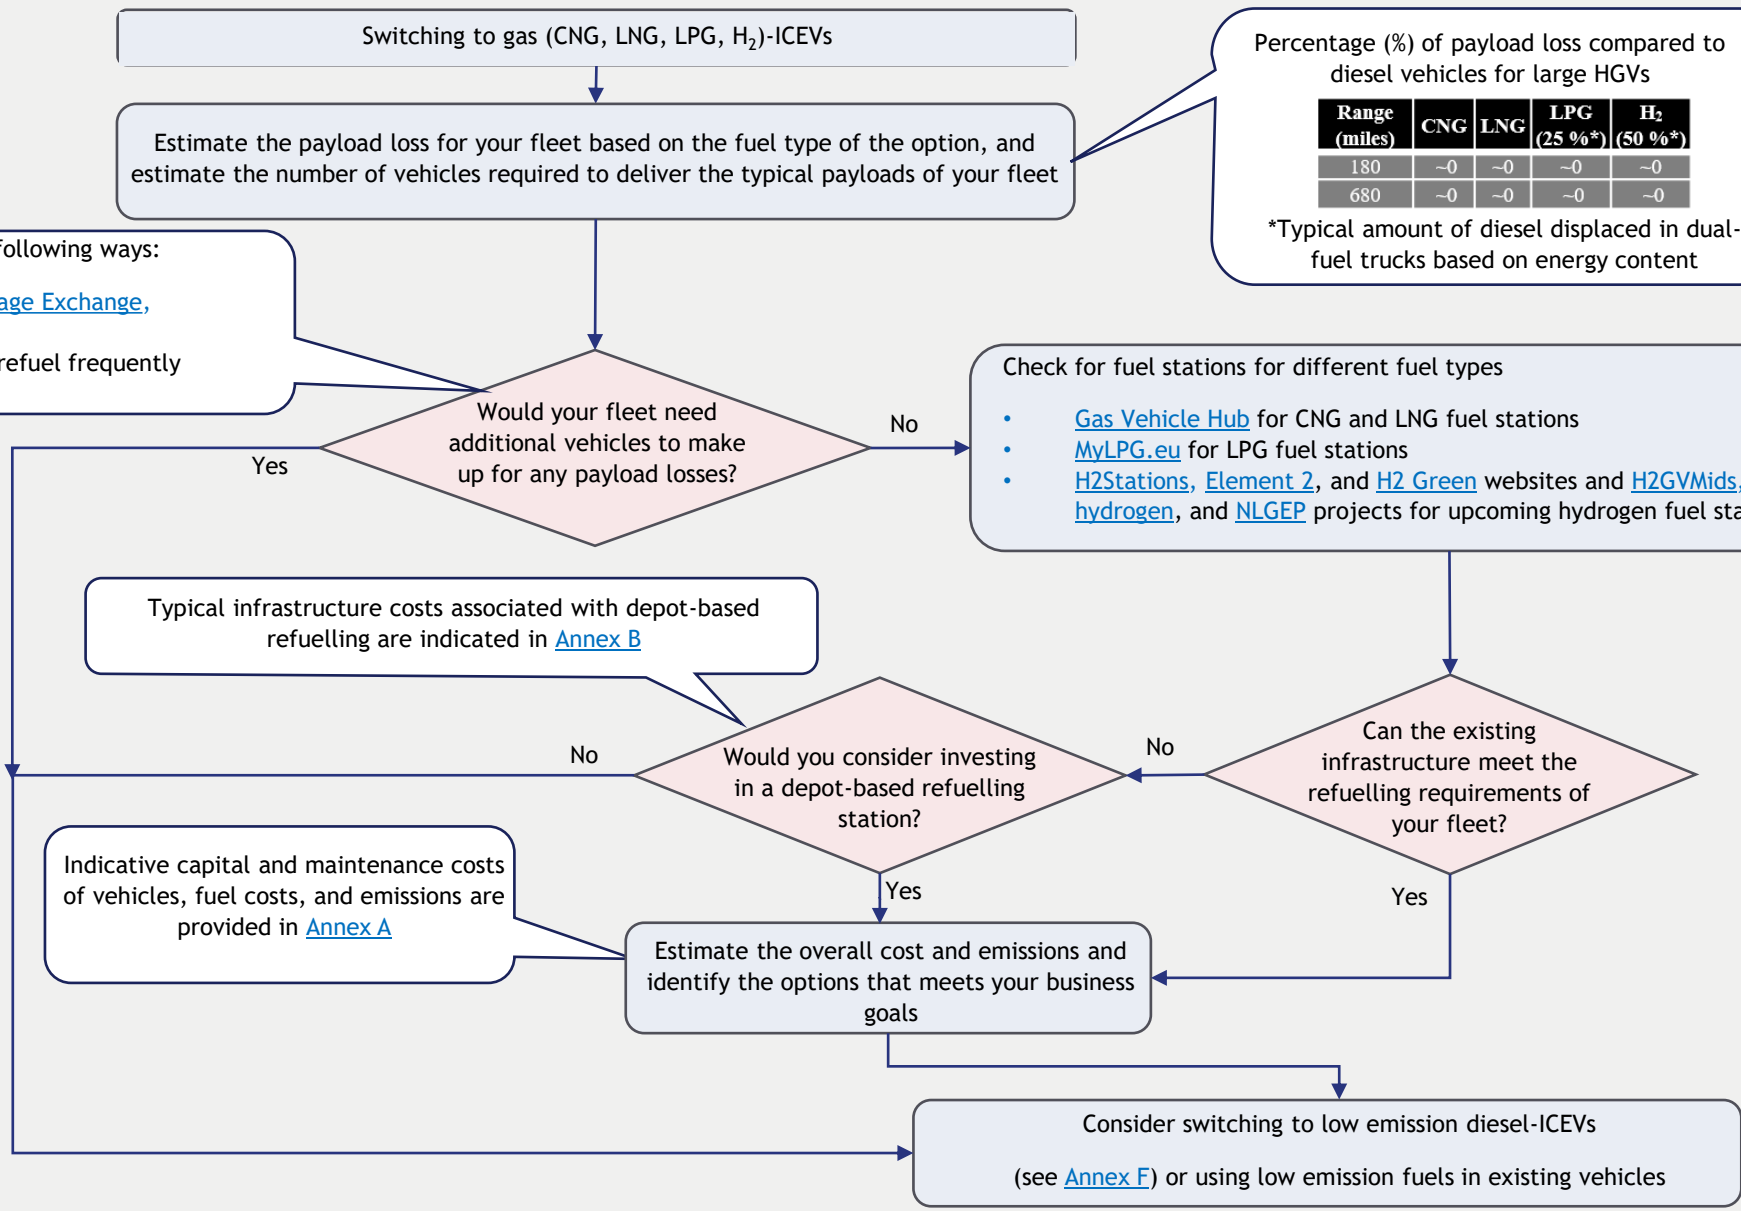 Switching to gas (CNG, LNG, LPG, H₂)-ICEVs
Percentage (%) of payload loss compared to
diesel vehicles for large HGVs
Range (miles) CNG LNG LPG (25 %*) H₂ (50 %*)
180 ~0 ~0 ~0 ~0
680 ~0 ~0 ~0 ~0
*Typical amount of diesel displaced in dual-
fuel trucks based on energy content
Estimate the payload loss for your fleet based on the fuel type of the option, and
estimate the number of vehicles required to deliver the typical payloads of your fleet
following ways:
Exchange,
refuel frequently
Would your fleet need
additional vehicles to make
up for any payload losses?
No
Yes
Check for fuel stations for different fuel types
• Gas Vehicle Hub for CNG and LNG fuel stations
• MyLPG.eu for LPG fuel stations
• H2Stations, Element 2, and H2 Green websites and H2GVMids,
hydrogen, and NLGEP projects for upcoming hydrogen fuel
Typical infrastructure costs associated with depot-based
refuelling are indicated in Annex B
Can the existing
infrastructure meet the
refuelling requirements of
your fleet?
No
Yes
Would you consider investing
in a depot-based refuelling
station?
No
Yes
Indicative capital and maintenance costs
of vehicles, fuel costs, and emissions are
provided in Annex A
Estimate the overall cost and emissions and
identify the options that meets your business
goals
Consider switching to low emission diesel-ICEVs
(see Annex F) or using low emission fuels in existing vehicles